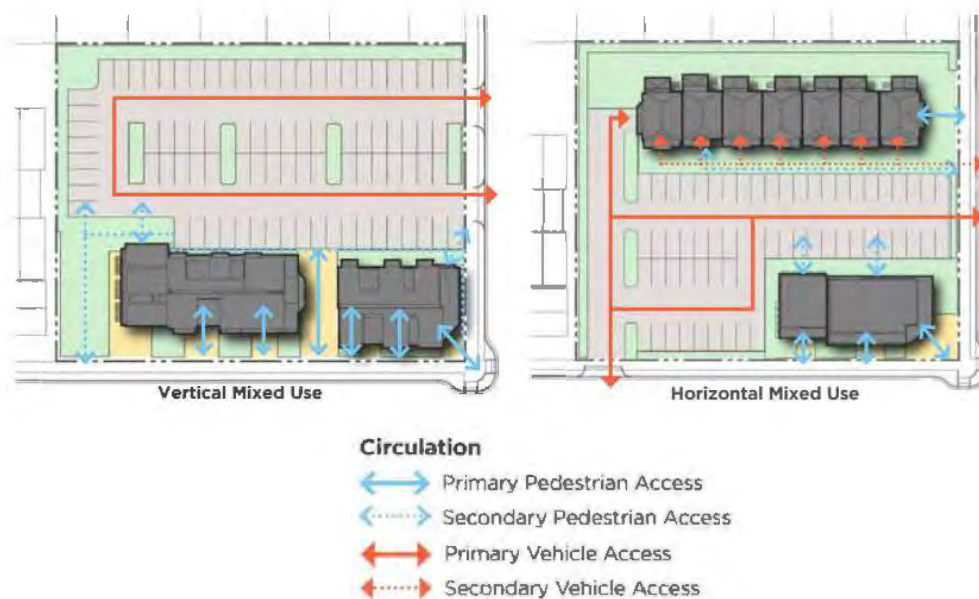 Vertical Mixed Use
Horizontal Mixed Use
Circulation
Primary Pedestrian Access
Secondary Pedestrian Access
Primary Vehicle Access
Secondary Vehicle Access